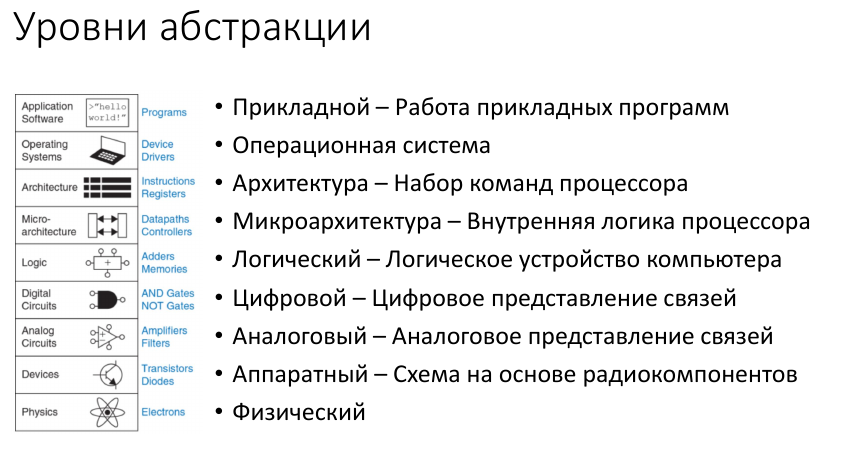 Уровни абстракции
Application
Software
>"hello
world!"
Programs
• Прикладной – Работа прикладных программ
Operating
Systems
Device
Drivers
• Операционная система
Architecture
Instructions
Registers
• Архитектура – Набор команд процессора
Micro-
architecture
Datapaths
Controllers
• Микроархитектура – Внутренняя логика процессора
Logic
+
Adders
Memories
• Логический – Логическое устройство компьютера
Digital
Circuits
AND Gates
NOT Gates
• Цифровой – Цифровое представление связей
Analog
Circuits
+
-
Amplifiers
Filters
• Аналоговый – Аналоговое представление связей
Devices
Transistors
Diodes
• Аппаратный – Схема на основе радиокомпонентов
Physics
Electrons
• Физический